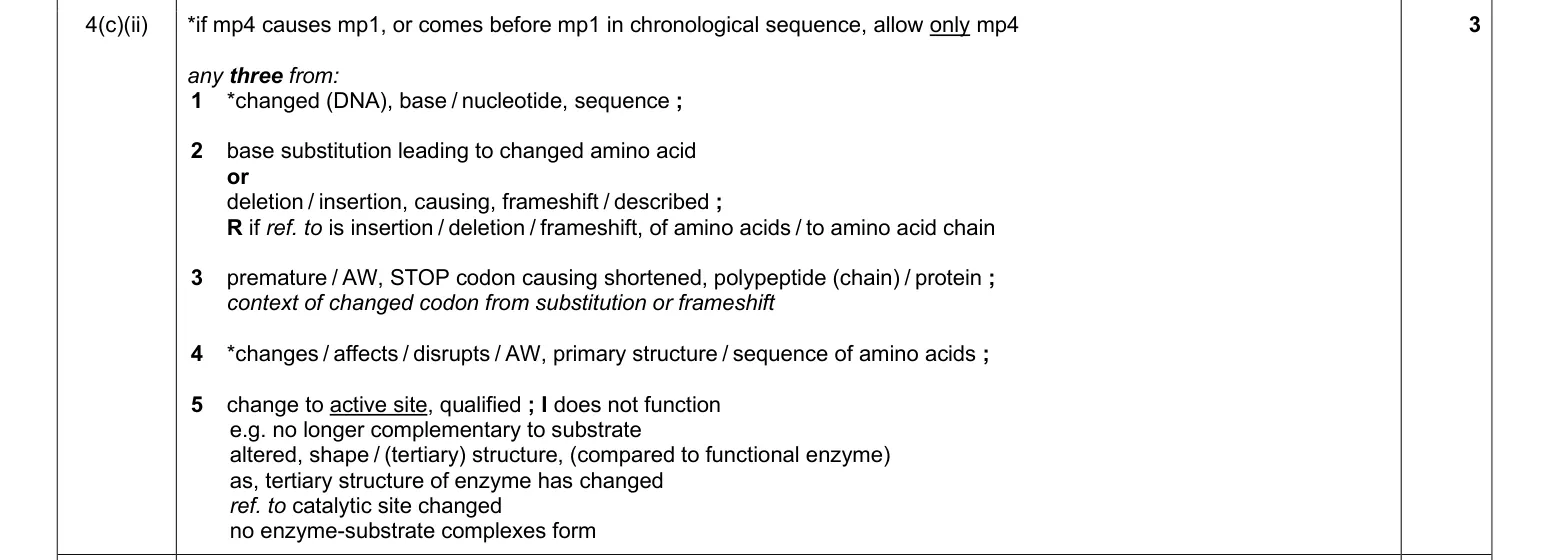 4(c)(ii) *if mp4 causes mp1, or comes before mp1 in chronological sequence, allow only mp4 3
any three from:
1 *changed (DNA), base / nucleotide, sequence ;
2 base substitution leading to changed amino acid
or
deletion / insertion, causing, frameshift / described ;
R if ref. to is insertion / deletion / frameshift, of amino acids / to amino acid chain
3 premature / AW, STOP codon causing shortened, polypeptide (chain) / protein ;
context of changed codon from substitution or frameshift
4 *changes / affects / disrupts / AW, primary structure / sequence of amino acids ;
5 change to active site, qualified ; I does not function
e.g. no longer complementary to substrate
altered, shape / (tertiary) structure, (compared to functional enzyme)
as, tertiary structure of enzyme has changed
ref. to catalytic site changed
no enzyme-substrate complexes form